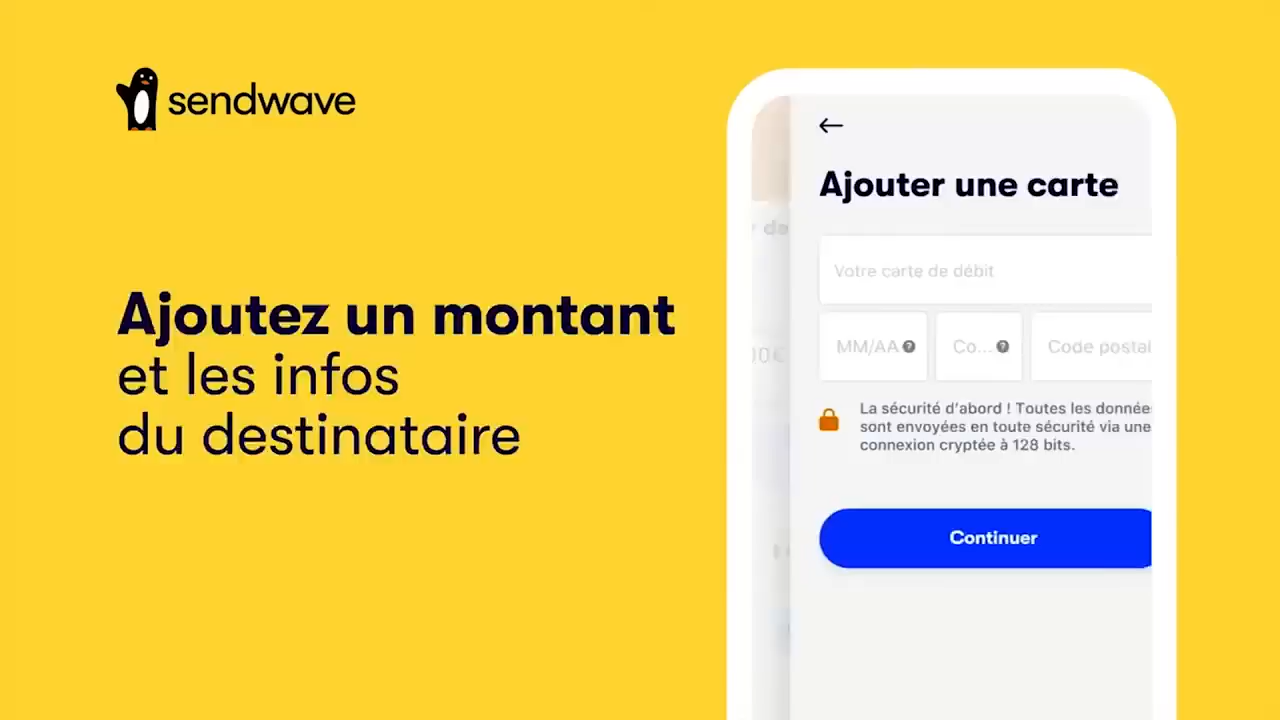 sendwave
Ajoutez un montant
et les infos
du destinataire
Ajouter une carte
Votre carte de débit
MM/AA
Co...
Code postal
La sécurité d'abord ! Toutes les données
sont envoyées en toute sécurité via une
connexion cryptée à 128 bits.
Continuer